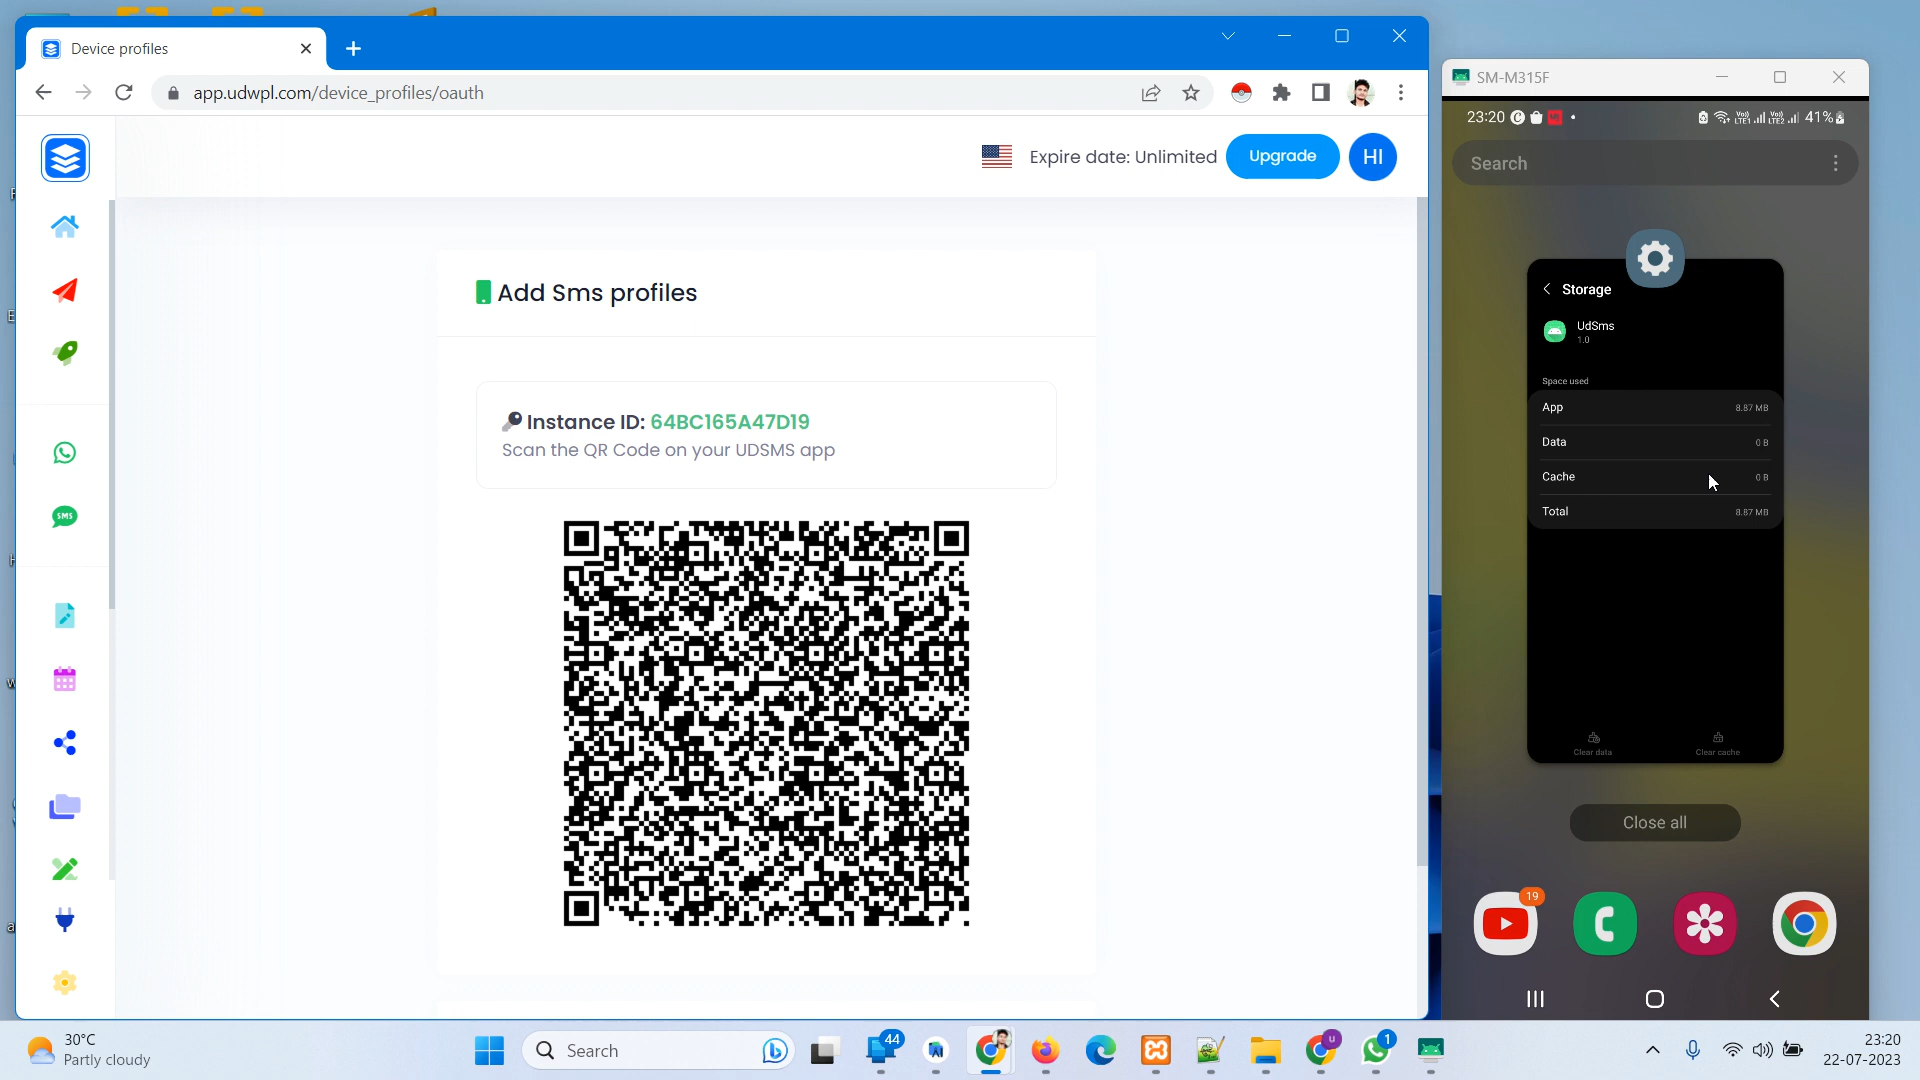 Device profiles
app.udwpl.com/device_profiles/oauth
Expire date: Unlimited
Upgrade
HI
Add Sms profiles
Instance ID: 64BC165A47D19
Scan the QR Code on your UDSMS app
SMS
SM-M315F
23:20
41%
Search
Storage
UdSms
1.0
Space used
App 8.87 MB
Data 0 B
Cache 0 B
Total 8.87 MB
Clear data
Clear cache
Close all
19
30°C
Partly cloudy
Search
44
u
1
23:20
22-07-2023